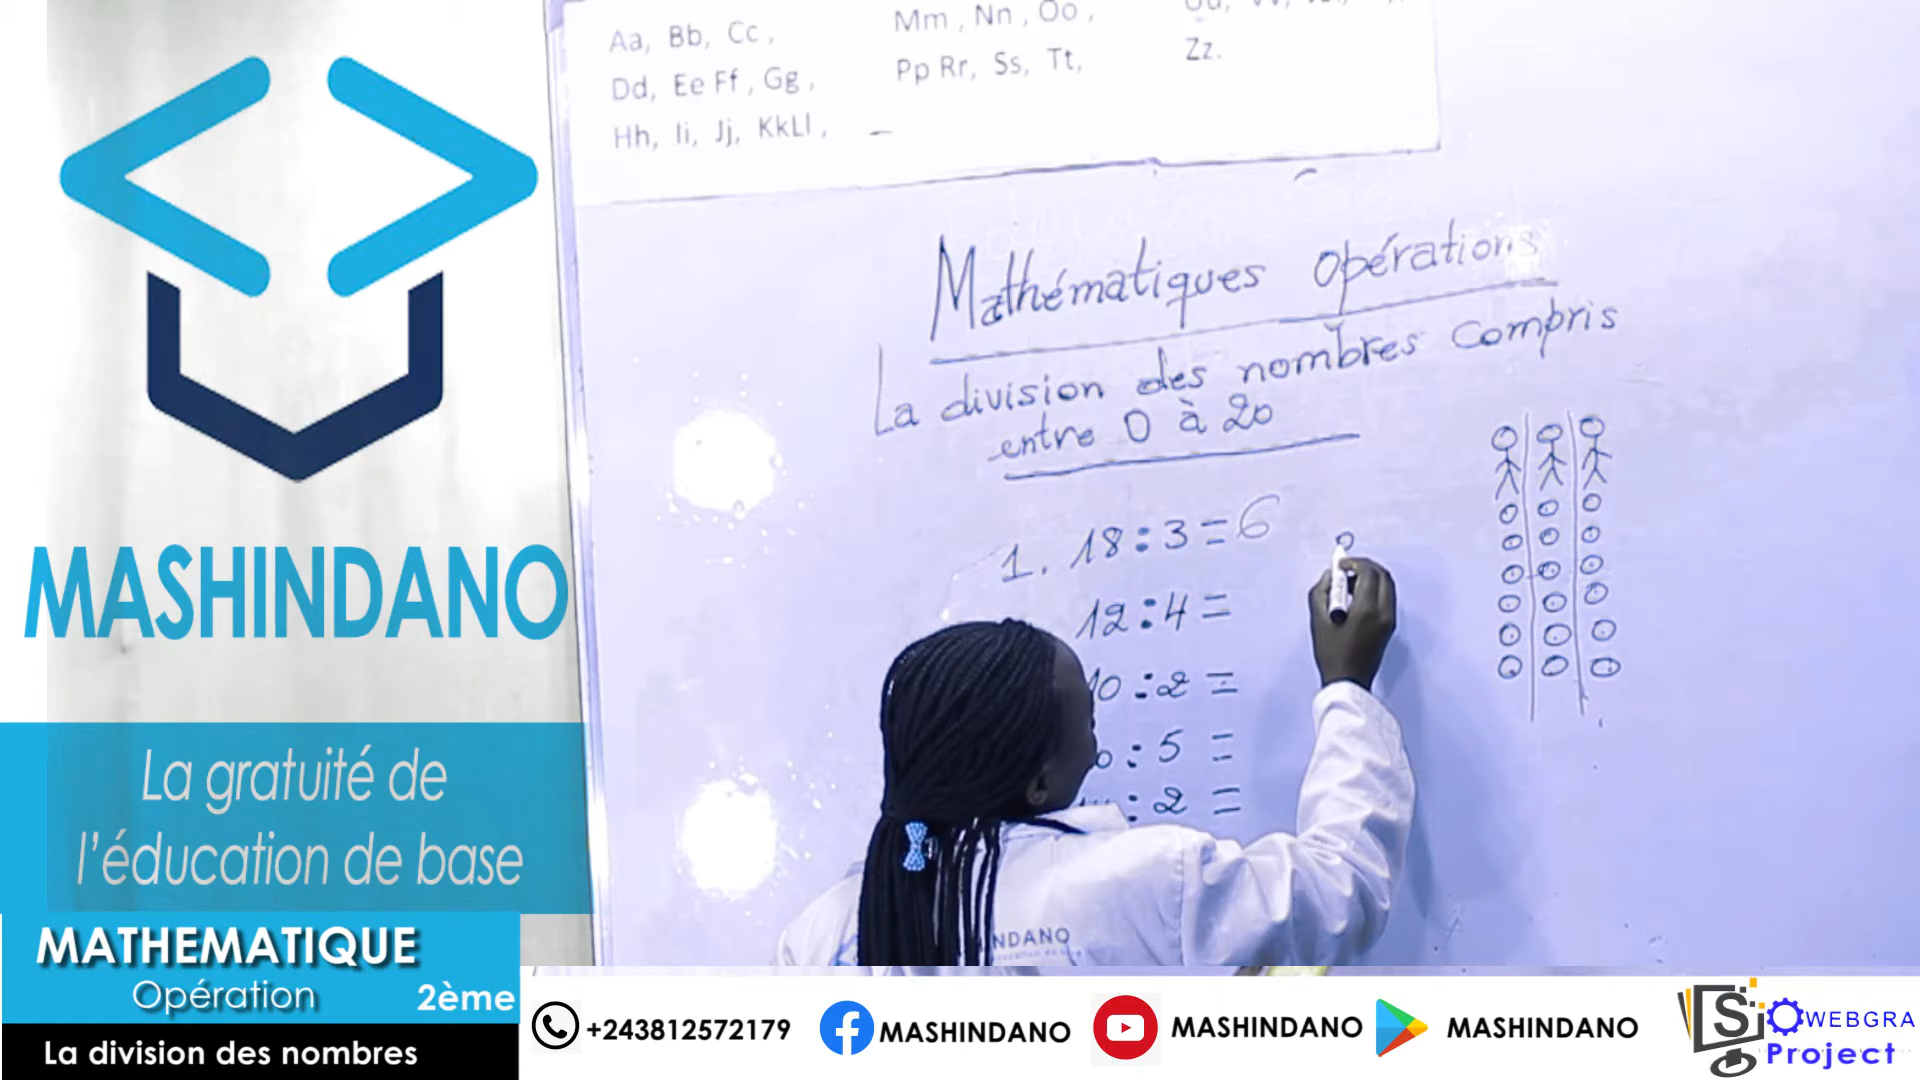 Aa, Bb, Cc,
Dd, Ee Ff, Gg,
Hh, Ii, Jj, KkLl,
Mm, Nn, Oo,
Pp Rr, Ss, Tt,
Zz.
Mathématiques opérations
La division des nombres compris
entre 0 à 20
1. 18 : 3 = 6
12 : 4 =
10 : 2 =
: 5 =
: 2 =
NDANO
MASHINDANO
La gratuité de
l'éducation de base
MATHEMATIQUE
Opération 2ème
La division des nombres
+243812572179 MASHINDANO MASHINDANO MASHINDANO
WEBGRA
Project